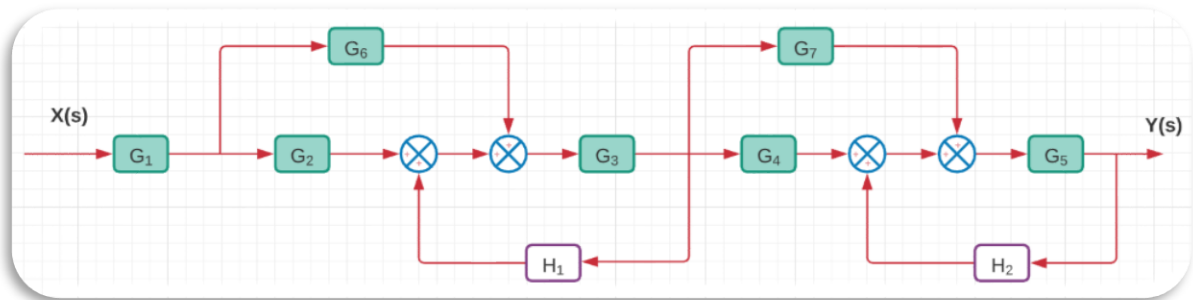 G₆
G₇
X(s)
Y(s)
G₁
G₂
+ +
+ +
G₃
G₄
+ +
+ +
G₅
H₁
H₂